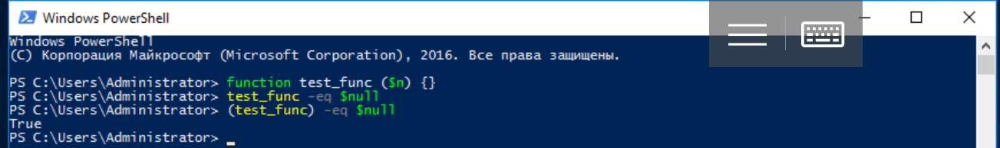 Windows PowerShell
Windows PowerShell
(C) Корпорация Майкрософт (Microsoft Corporation), 2016. Все права защищены.
PS C:\Users\Administrator> function test_func ($n) {}
PS C:\Users\Administrator> test_func -eq $null
PS C:\Users\Administrator> (test_func) -eq $null
True
PS C:\Users\Administrator>